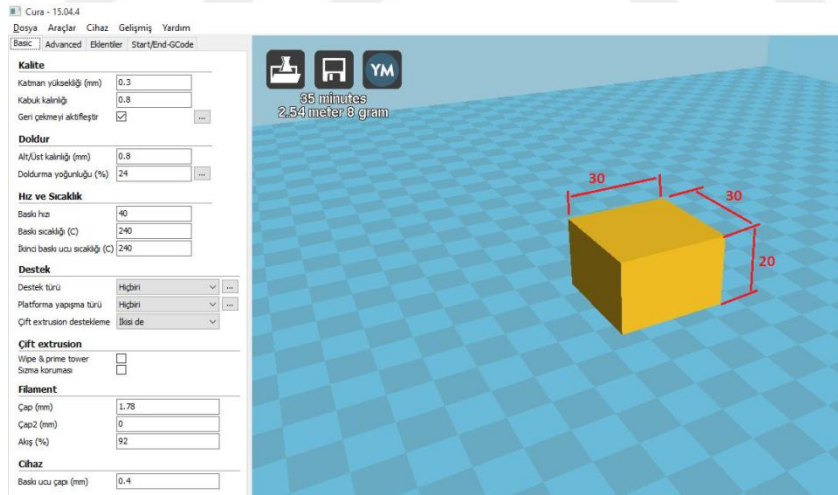 Cura - 15.04.4
Dosya Araçlar Cihaz Gelişmiş Yardım
Basic Advanced Eklentiler Start/End-GCode
Kalite
Katman yüksekliği (mm) 0.3
Kabuk kalınlığı 0.8
Geri çekmeyi aktifleştir ...
Doldur
Alt/Üst kalınlığı (mm) 0.8
Doldurma yoğunluğu (%) 24 ...
Hız ve Sıcaklık
Baskı hızı 40
Baskı sıcaklığı (C) 240
İkinci baskı ucu sıcaklığı (C) 240
Destek
Destek türü Hiçbiri ...
Platforma yapışma türü Hiçbiri ...
Çift extrusion destekleme İkisi de
Çift extrusion
Wipe & prime tower
Sızma koruması
Filament
Çap (mm) 1.78
Çap2 (mm) 0
Akış (%) 92
Cihaz
Baskı ucu çapı (mm) 0.4
YM
35 minutes
2.54 meter 8 gram
30
30
20